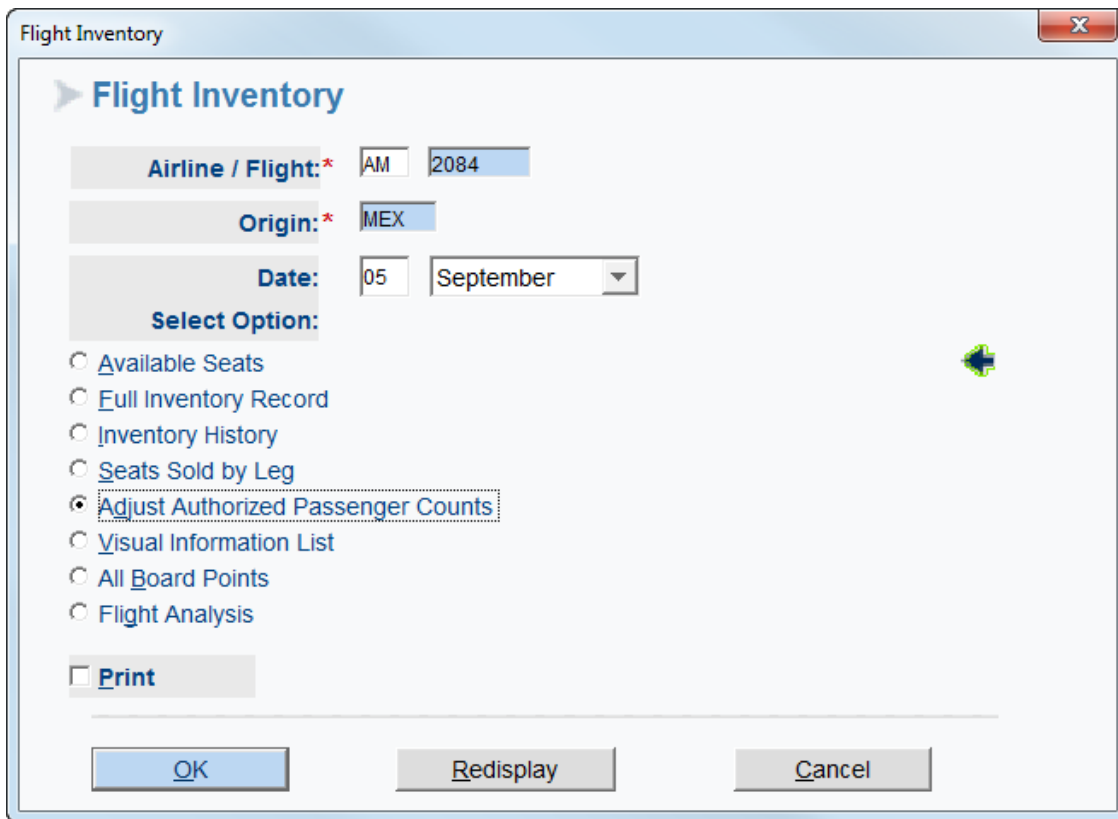 Flight Inventory
Flight Inventory
Airline / Flight:* AM 2084
Origin:* MEX
Date: 05 September
Select Option:
Available Seats
Full Inventory Record
Inventory History
Seats Sold by Leg
Adjust Authorized Passenger Counts
Visual Information List
All Board Points
Flight Analysis
Print
OK Redisplay Cancel